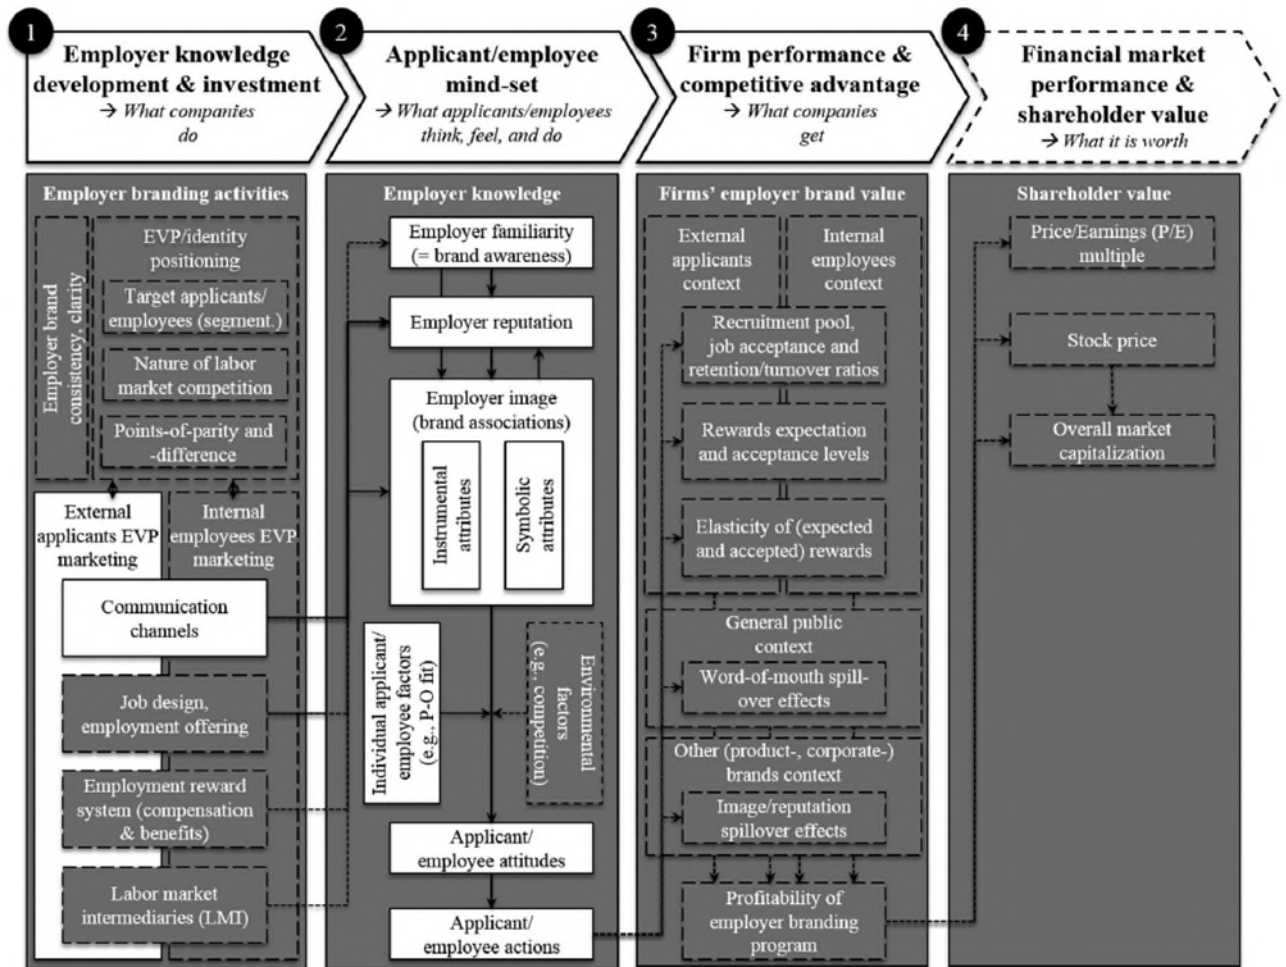 1
Employer knowledge
development & investment
→ What companies
do
2
Applicant/employee
mind-set
→ What applicants/employees
think, feel, and do
3
Firm performance &
competitive advantage
→ What companies
get
4
Financial market
performance &
shareholder value
→ What it is worth
Employer branding activities
Employer brand
consistency, clarity
EVP/identity
positioning
Target applicants/
employees (segment.)
Nature of labor
market competition
Points-of-parity and
-difference
External
applicants EVP
marketing
Internal
employees EVP
marketing
Communication
channels
Job design,
employment offering
Employment reward
system (compensation
& benefits)
Labor market
intermediaries (LMI)
Employer knowledge
Employer familiarity
(= brand awareness)
Employer reputation
Employer image
(brand associations)
Instrumental
attributes
Symbolic
attributes
Individual applicant/
employee factors
(e.g., P-O fit)
Environmental
factors
(e.g., competition)
Applicant/
employee attitudes
Applicant/
employee actions
Firms' employer brand value
External
applicants
context
Internal
employees
context
Recruitment pool,
job acceptance and
retention/turnover ratios
Rewards expectation
and acceptance levels
Elasticity of (expected
and accepted) rewards
General public
context
Word-of-mouth spill-
over effects
Other (product-, corporate-)
brands context
Image/reputation
spillover effects
Profitability of
employer branding
program
Shareholder value
Price/Earnings (P/E)
multiple
Stock price
Overall market
capitalization